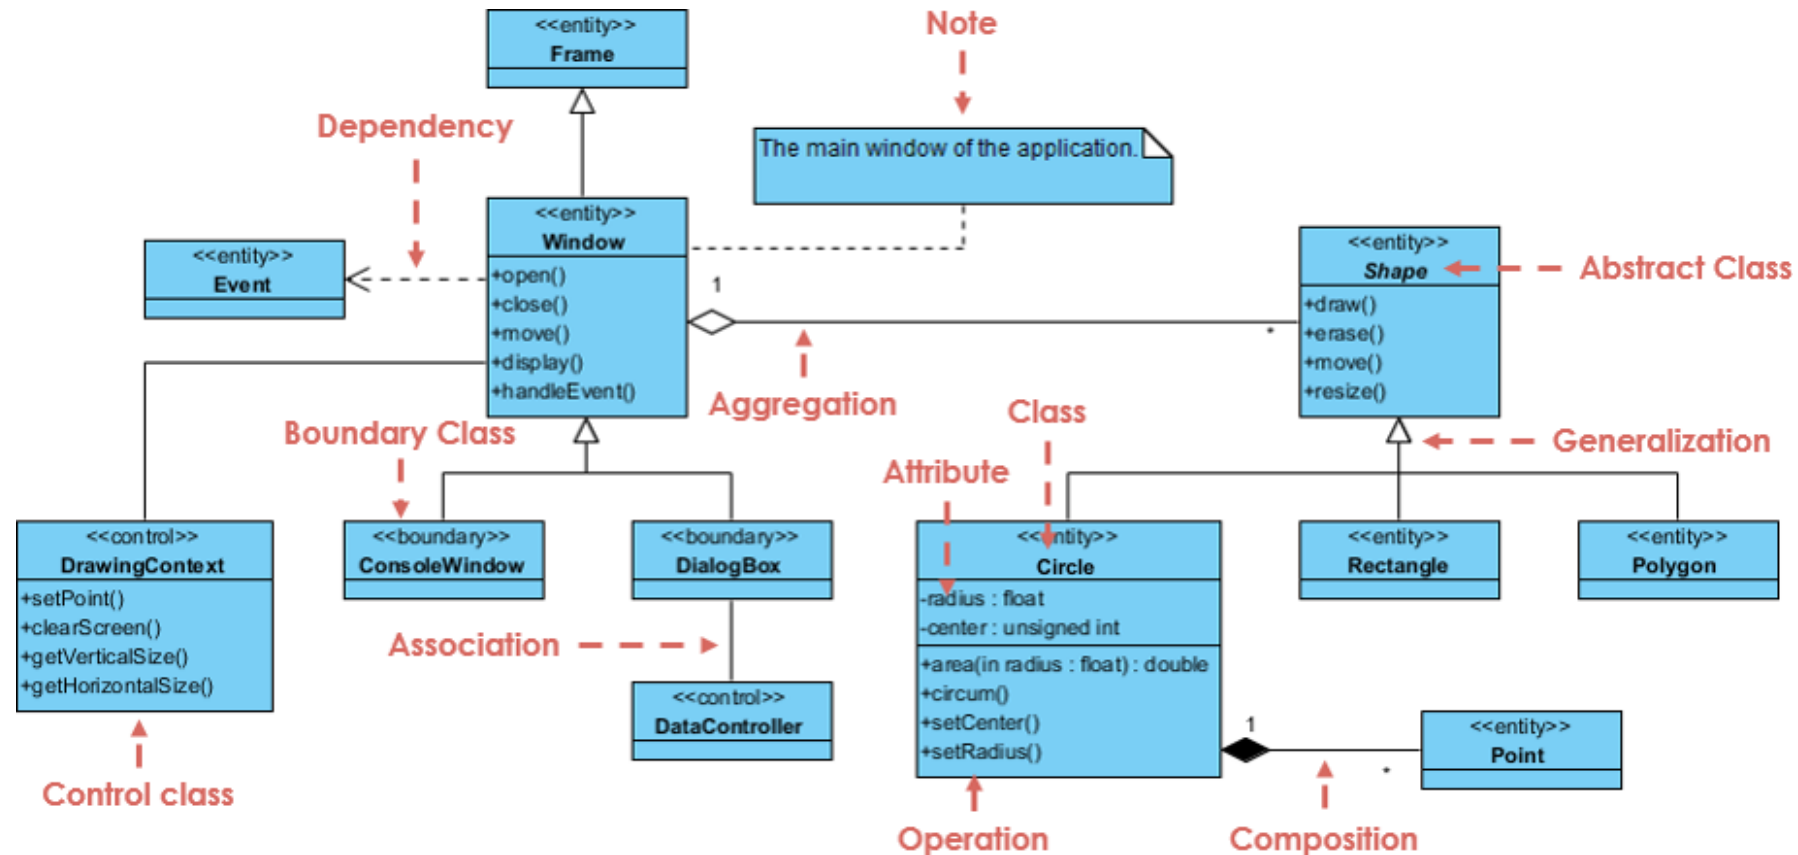 <<entity>>
Frame
Note
Dependency
The main window of the application.
<<entity>>
Window
+open()
+close()
+move()
+display()
+handleEvent()
<<entity>>
Event
1
*
<<entity>>
Shape
+draw()
+erase()
+move()
+resize()
Abstract Class
Aggregation
Boundary Class
Class
Attribute
Generalization
<<control>>
DrawingContext
+setPoint()
+clearScreen()
+getVerticalSize()
+getHorizontalSize()
<<boundary>>
ConsoleWindow
<<boundary>>
DialogBox
<<entity>>
Circle
-radius : float
-center : unsigned int
+area(in radius : float) : double
+circum()
+setCenter()
+setRadius()
<<entity>>
Rectangle
<<entity>>
Polygon
Association
<<control>>
DataController
1
*
<<entity>>
Point
Control class
Operation
Composition